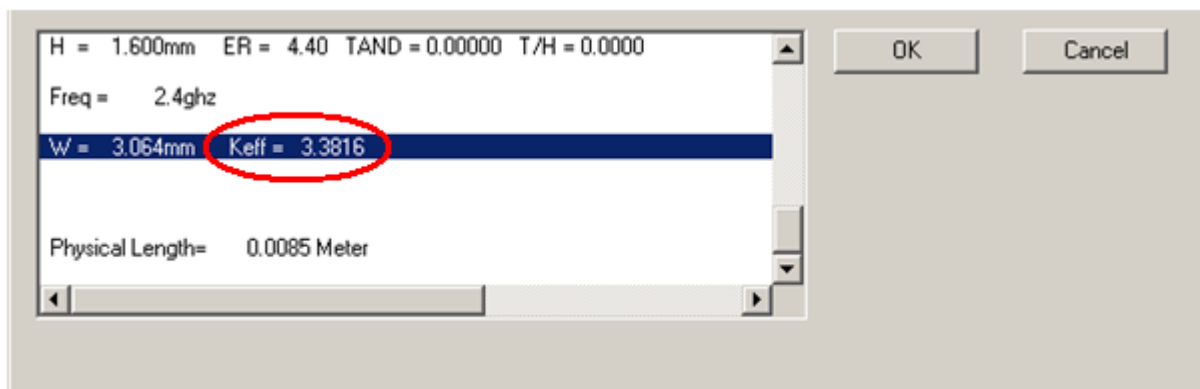 H = 1.600mm ER = 4.40 TAND = 0.00000 T/H = 0.0000
OK
Cancel
Freq = 2.4ghz
W = 3.064mm Keff = 3.3816
Physical Length= 0.0085 Meter